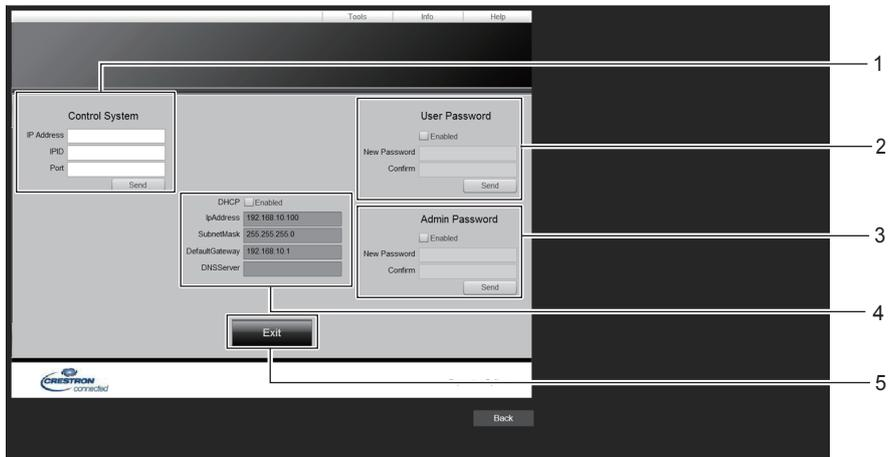 Tools Info Help
1
Control System
IP Address
IPID
Port
Send
User Password
Enabled
New Password
Confirm
Send
2
DHCP Enabled
IpAddress 192.168.10.100
SubnetMask 255.255.255.0
DefaultGateway 192.168.10.1
DNSServer
Admin Password
Enabled
New Password
Confirm
Send
3
4
Exit
5
CRESTRON
connected
Back